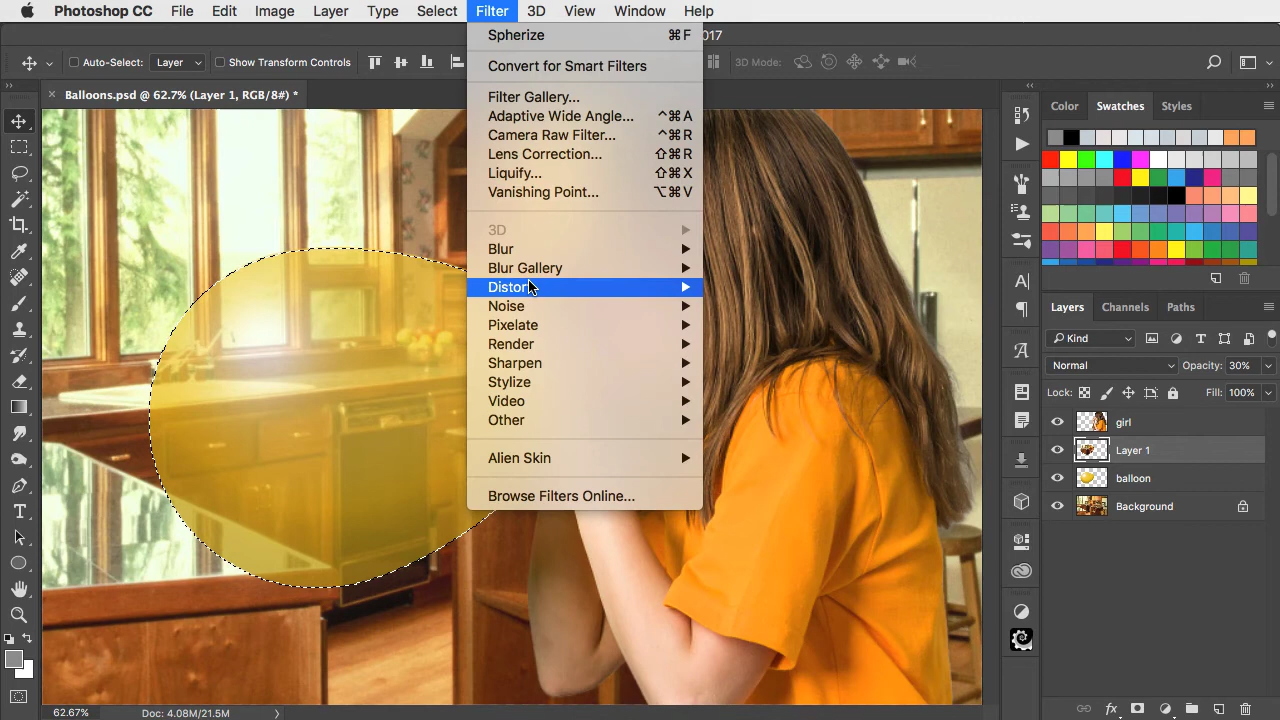 Photoshop CC File Edit Image Layer Type Select Filter 3D View Window Help
2017
Auto-Select: Layer Show Transform Controls 3D Mode:
× Balloons.psd @ 62.7% (Layer 1, RGB/8#) *
Spherize ⌘F
Convert for Smart Filters
Filter Gallery...
Adaptive Wide Angle... ^⌘A
Camera Raw Filter... ^⌘R
Lens Correction... ⇧⌘R
Liquify... ⇧⌘X
Vanishing Point... ⌥⌘V
3D
Blur
Blur Gallery
Distort
Noise
Pixelate
Render
Sharpen
Stylize
Video
Other
Alien Skin
Browse Filters Online...
Color Swatches Styles
Layers Channels Paths
Kind
Normal Opacity: 30%
Lock: Fill: 100%
girl
Layer 1
balloon
Background
62.67% Doc: 4.08M/21.5M